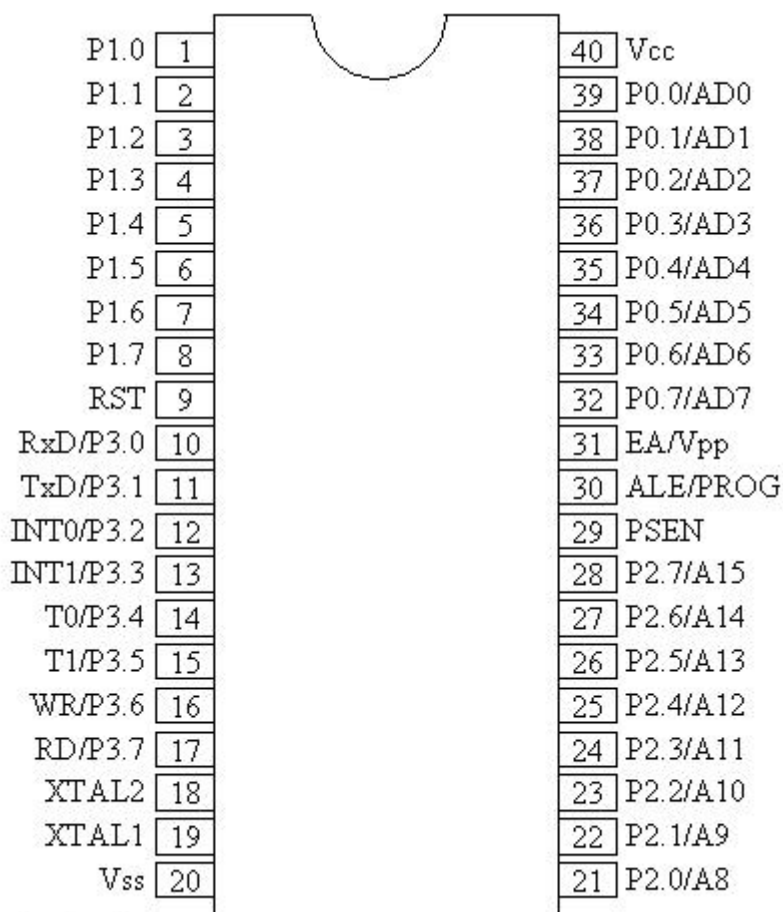 P1.0 1 40 Vcc
P1.1 2 39 P0.0/AD0
P1.2 3 38 P0.1/AD1
P1.3 4 37 P0.2/AD2
P1.4 5 36 P0.3/AD3
P1.5 6 35 P0.4/AD4
P1.6 7 34 P0.5/AD5
P1.7 8 33 P0.6/AD6
RST 9 32 P0.7/AD7
RxD/P3.0 10 31 EA/Vpp
TxD/P3.1 11 30 ALE/PROG
INT0/P3.2 12 29 PSEN
INT1/P3.3 13 28 P2.7/A15
T0/P3.4 14 27 P2.6/A14
T1/P3.5 15 26 P2.5/A13
WR/P3.6 16 25 P2.4/A12
RD/P3.7 17 24 P2.3/A11
XTAL2 18 23 P2.2/A10
XTAL1 19 22 P2.1/A9
Vss 20 21 P2.0/A8